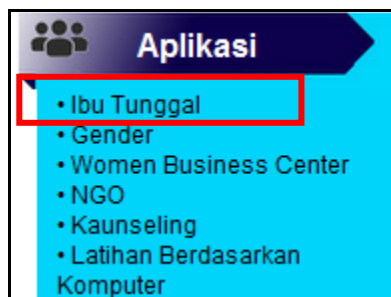 Aplikasi
• Ibu Tunggal
• Gender
• Women Business Center
• NGO
• Kaunseling
• Latihan Berdasarkan
Komputer